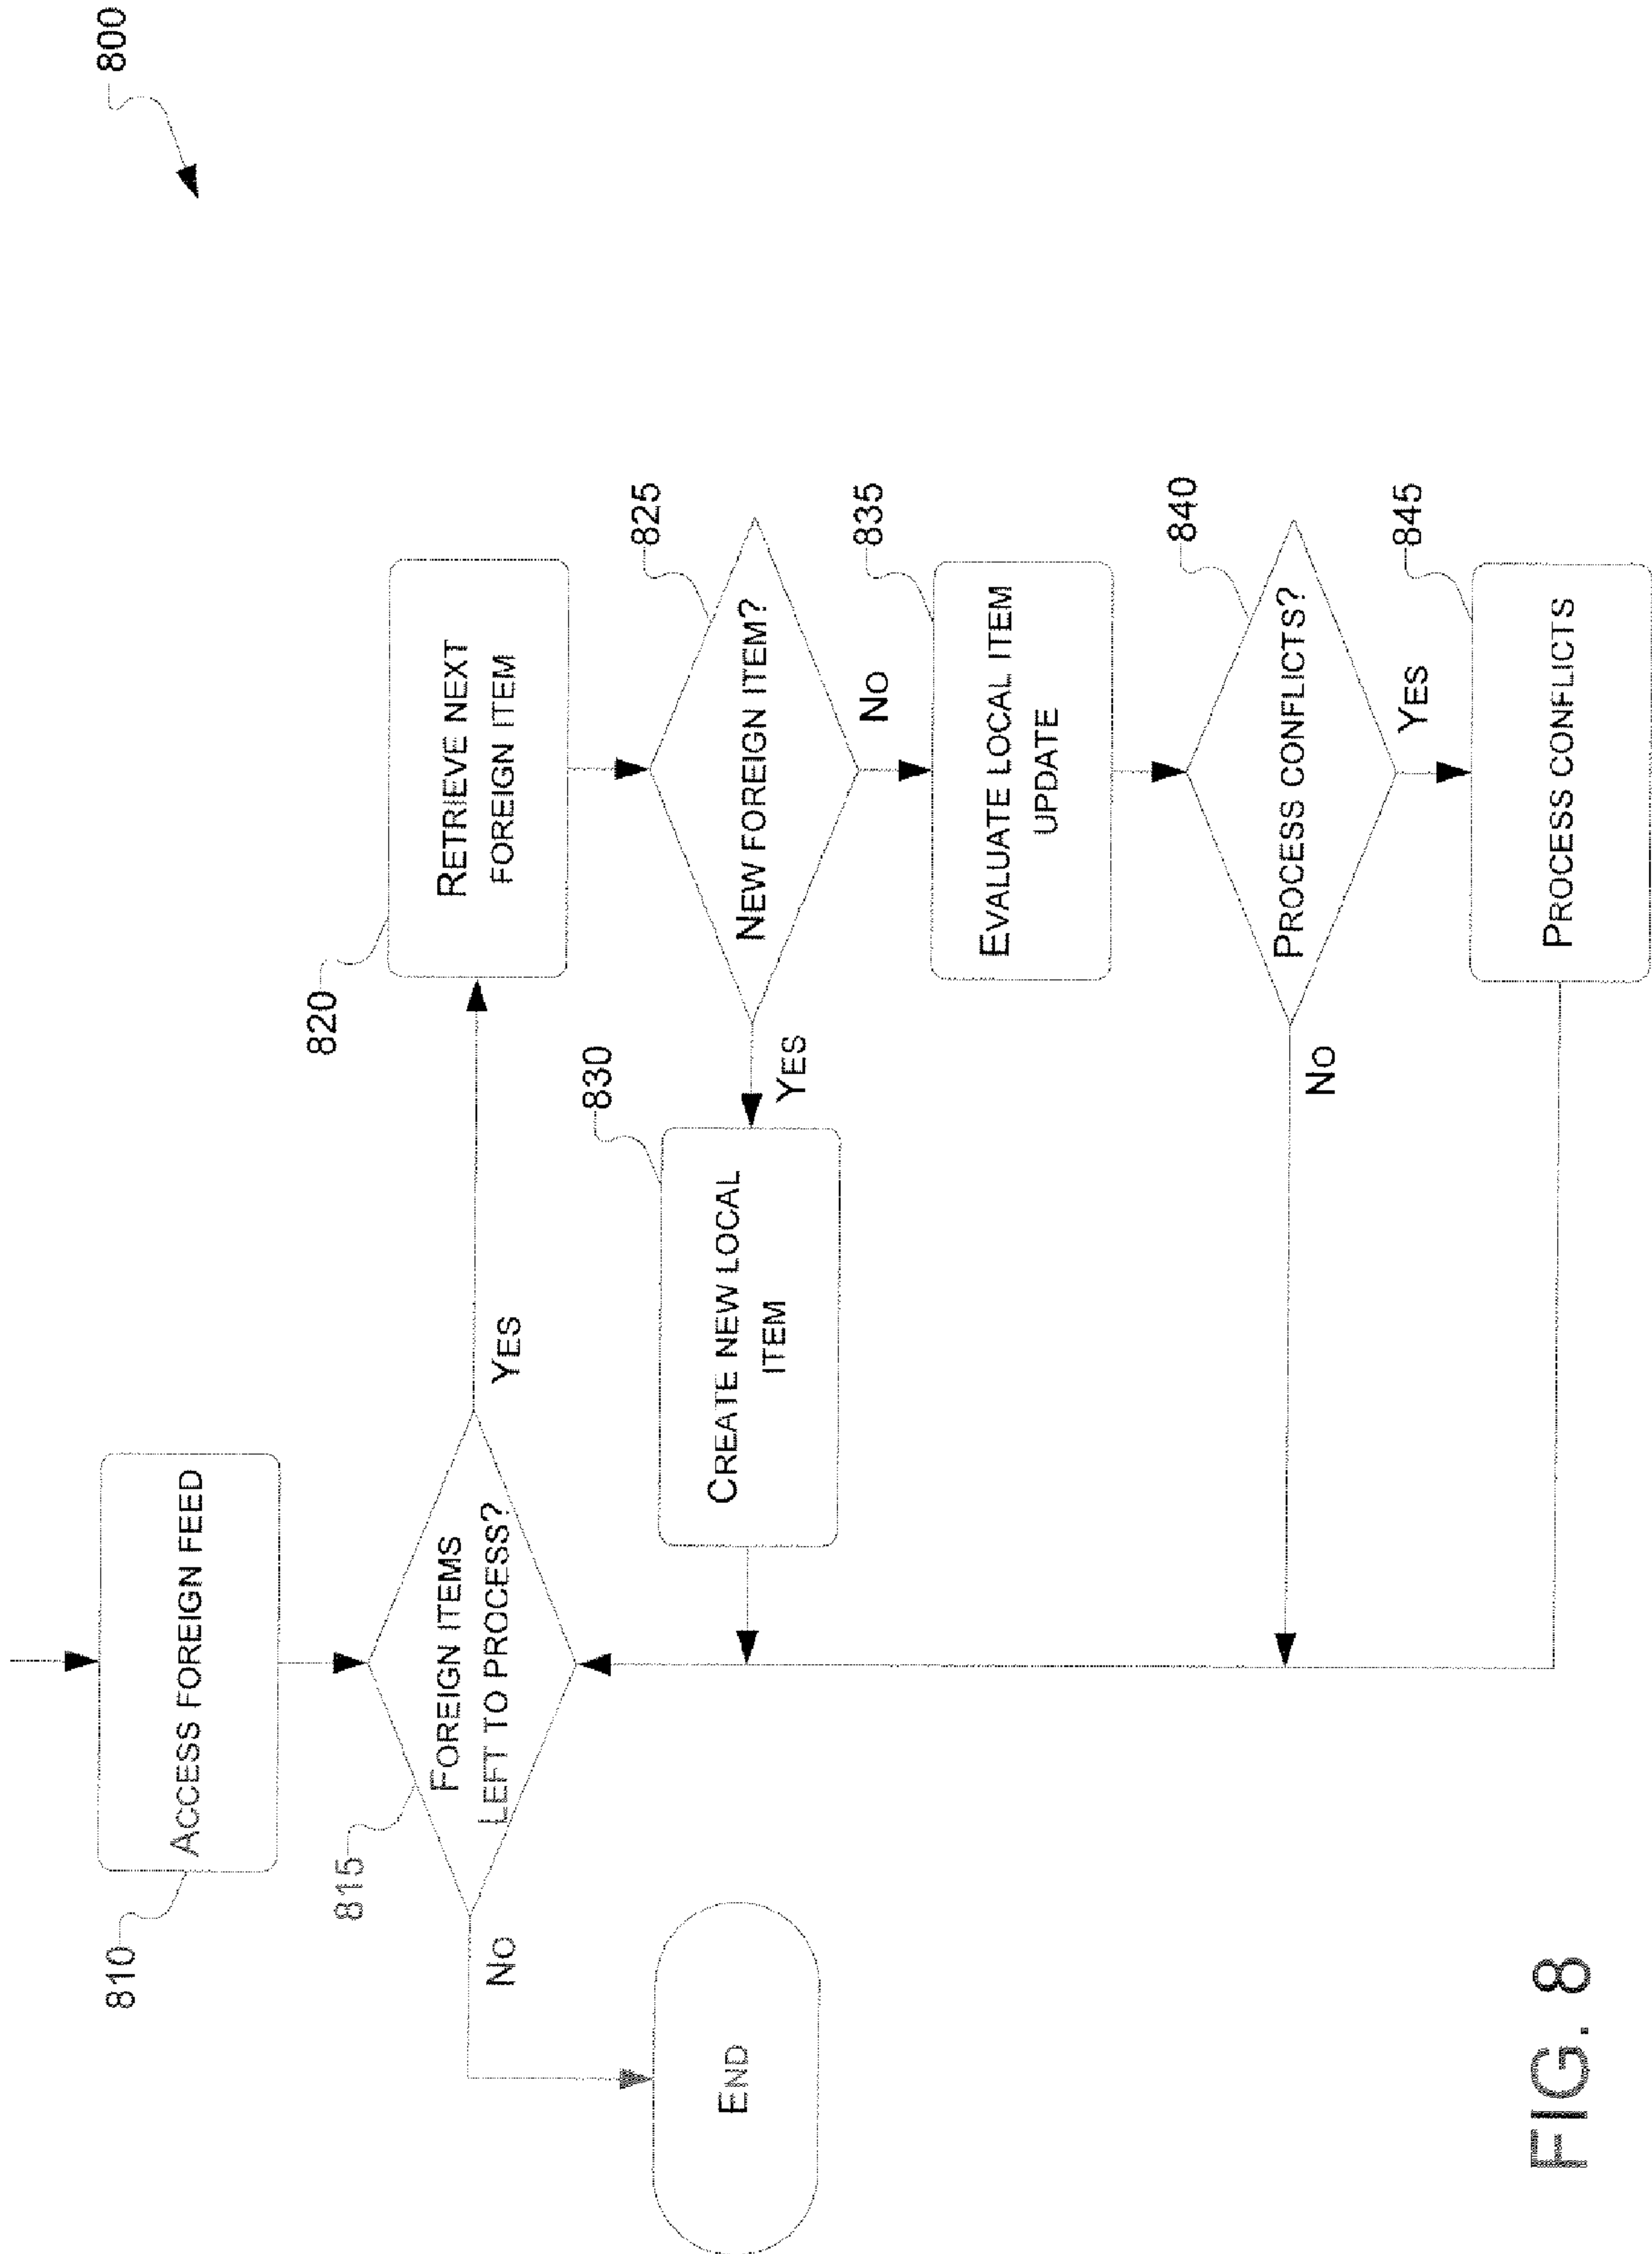 800
810
ACCESS FOREIGN FEED
815
FOREIGN ITEMS
LEFT TO PROCESS?
YES
NO
END
820
RETRIEVE NEXT
FOREIGN ITEM
825
NEW FOREIGN ITEM?
YES
NO
830
CREATE NEW LOCAL
ITEM
835
EVALUATE LOCAL ITEM
UPDATE
840
PROCESS CONFLICTS?
NO
YES
845
PROCESS CONFLICTS
FIG. 8